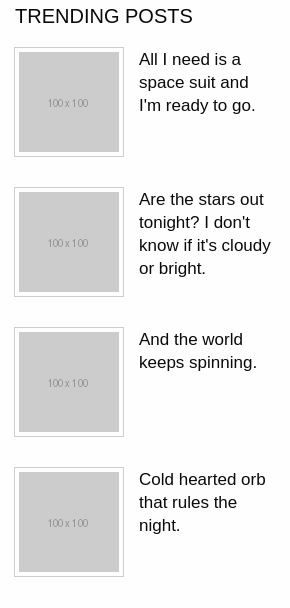 TRENDING POSTS
100 x 100
All I need is a
space suit and
I'm ready to go.
100 x 100
Are the stars out
tonight? I don't
know if it's cloudy
or bright.
100 x 100
And the world
keeps spinning.
100 x 100
Cold hearted orb
that rules the
night.